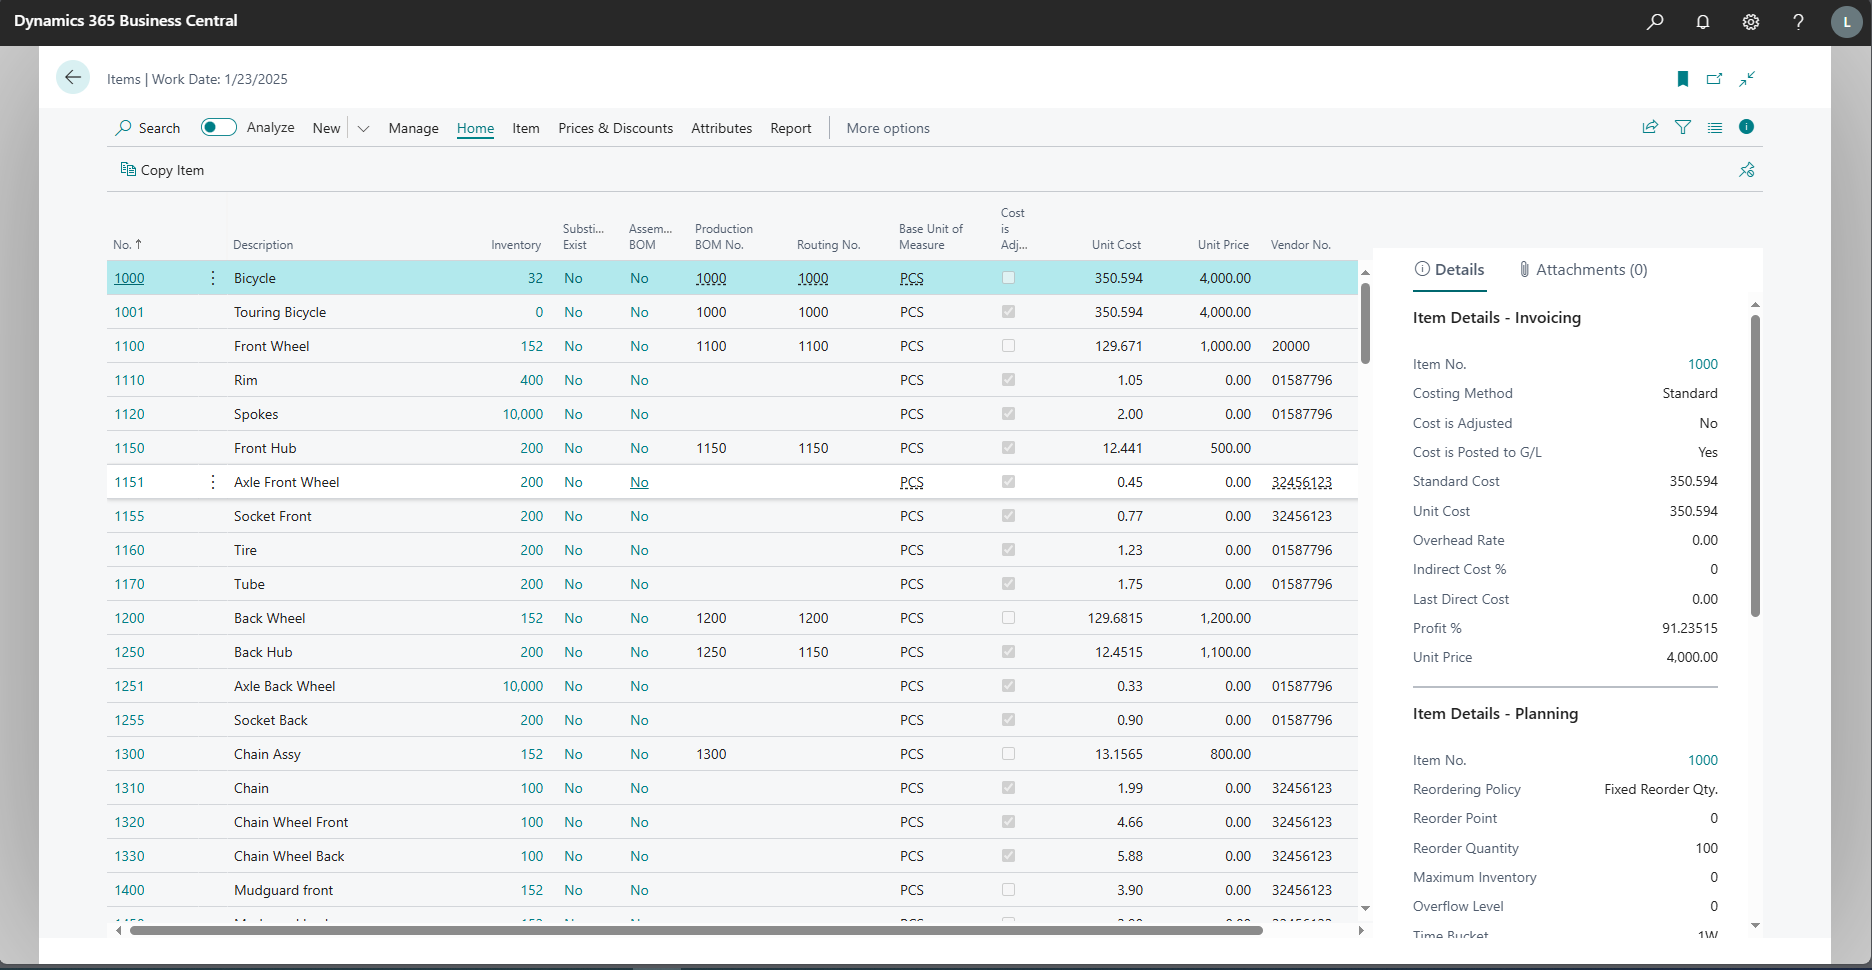 Dynamics 365 Business Central
L
Items | Work Date: 1/23/2025
Search Analyze New Manage Home Item Prices & Discounts Attributes Report More options
Copy Item
No. ↑ Description Inventory Substi... Exist Assem... BOM Production BOM No. Routing No. Base Unit of Measure Cost is Adj... Unit Cost Unit Price Vendor No.
1000 Bicycle 32 No No 1000 1000 PCS 350.594 4,000.00
1001 Touring Bicycle 0 No No 1000 1000 PCS 350.594 4,000.00
1100 Front Wheel 152 No No 1100 1100 PCS 129.671 1,000.00 20000
1110 Rim 400 No No PCS 1.05 0.00 01587796
1120 Spokes 10,000 No No PCS 2.00 0.00 01587796
1150 Front Hub 200 No No 1150 1150 PCS 12.441 500.00
1151 Axle Front Wheel 200 No No PCS 0.45 0.00 32456123
1155 Socket Front 200 No No PCS 0.77 0.00 32456123
1160 Tire 200 No No PCS 1.23 0.00 01587796
1170 Tube 200 No No PCS 1.75 0.00 01587796
1200 Back Wheel 152 No No 1200 1200 PCS 129.6815 1,200.00
1250 Back Hub 200 No No 1250 1150 PCS 12.4515 1,100.00
1251 Axle Back Wheel 10,000 No No PCS 0.33 0.00 01587796
1255 Socket Back 200 No No PCS 0.90 0.00 01587796
1300 Chain Assy 152 No No 1300 PCS 13.1565 800.00
1310 Chain 100 No No PCS 1.99 0.00 32456123
1320 Chain Wheel Front 100 No No PCS 4.66 0.00 32456123
1330 Chain Wheel Back 100 No No PCS 5.88 0.00 32456123
1400 Mudguard front 152 No No PCS 3.90 0.00 32456123
Details Attachments (0)
Item Details - Invoicing
Item No. 1000
Costing Method Standard
Cost is Adjusted No
Cost is Posted to G/L Yes
Standard Cost 350.594
Unit Cost 350.594
Overhead Rate 0.00
Indirect Cost % 0
Last Direct Cost 0.00
Profit % 91.23515
Unit Price 4,000.00
Item Details - Planning
Item No. 1000
Reordering Policy Fixed Reorder Qty.
Reorder Point 0
Reorder Quantity 100
Maximum Inventory 0
Overflow Level 0
Time Bucket 1W